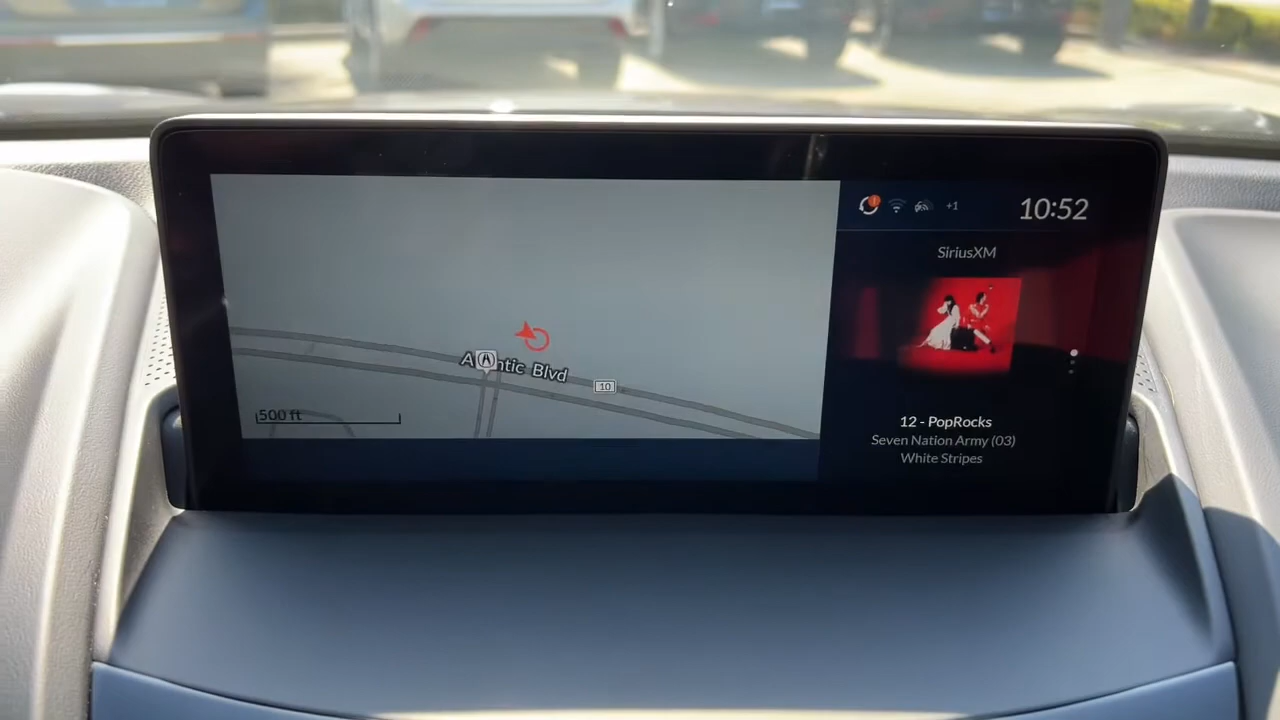 +1
10:52
SiriusXM
Atlantic Blvd
10
500 ft
12 - PopRocks
Seven Nation Army (03)
White Stripes